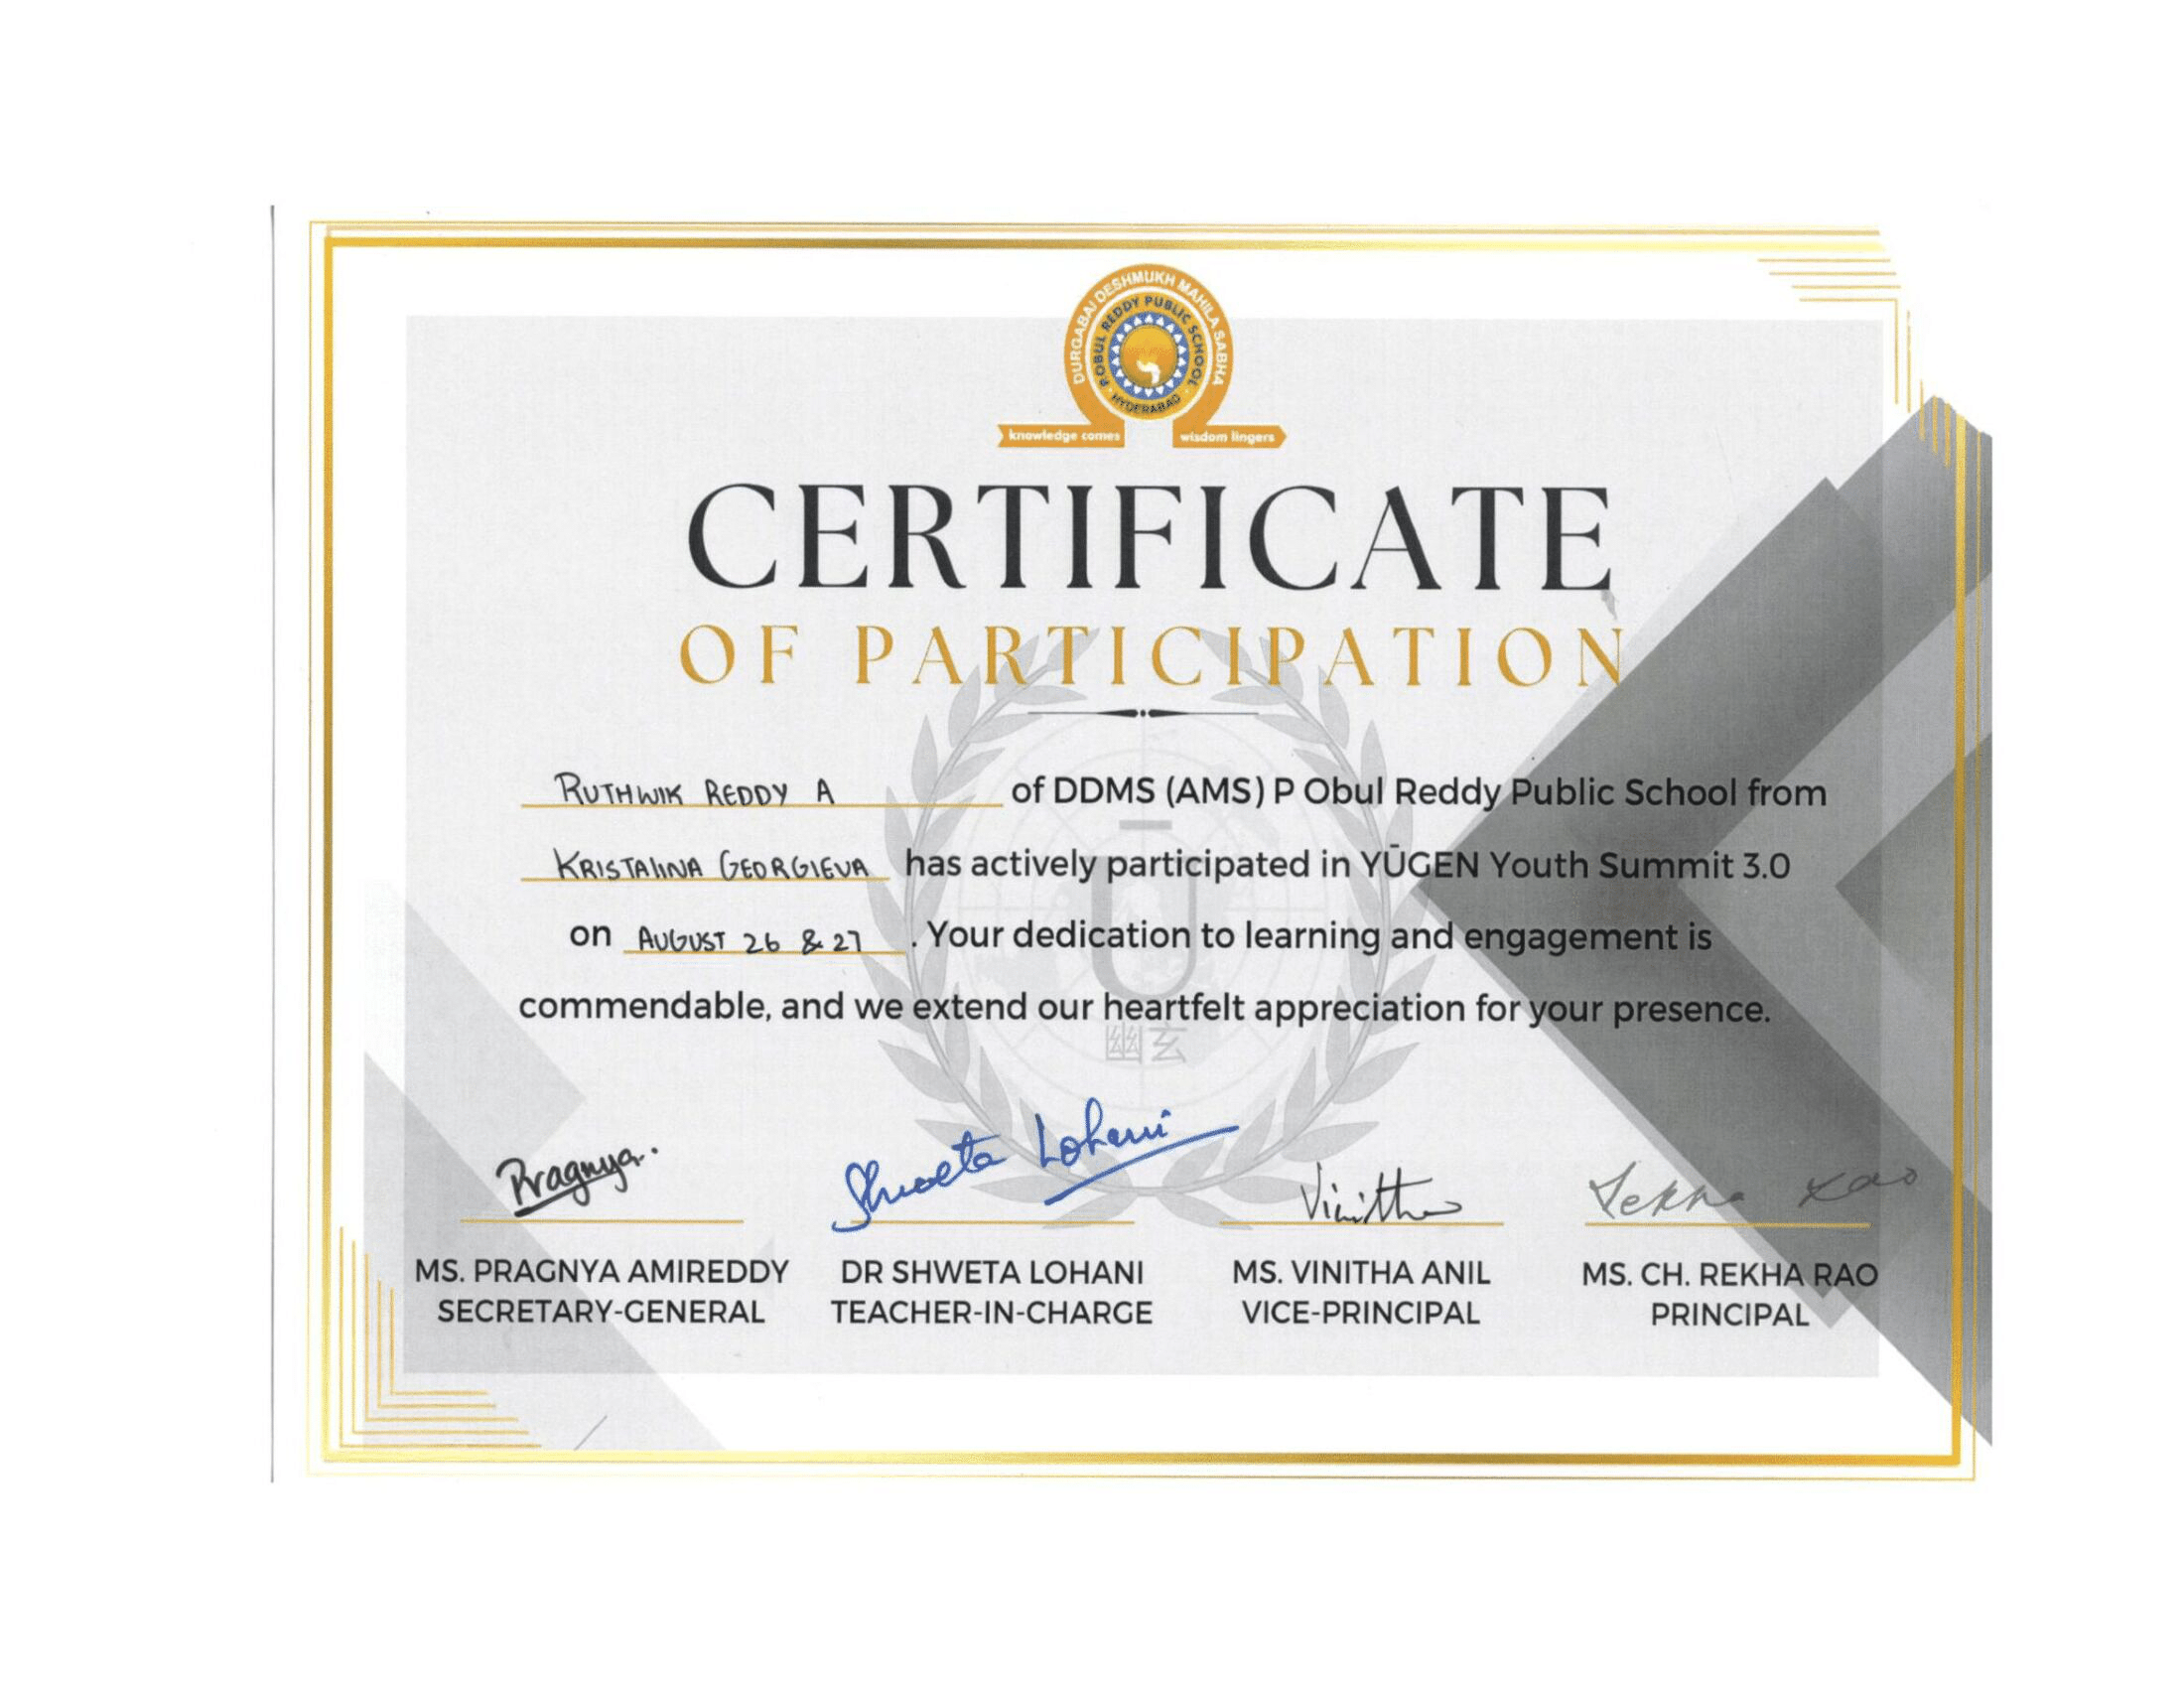 DURGABAI DESHMUKH MAHILA SABHA
P OBUL REDDY PUBLIC SCHOOL
HYDERABAD
knowledge comes wisdom lingers
CERTIFICATE
OF PARTICIPATION
RUTHWIK REDDY A of DDMS (AMS) P Obul Reddy Public School from
KRISTALINA GEORGIEVA has actively participated in YŪGEN Youth Summit 3.0
on AUGUST 26 & 27. Your dedication to learning and engagement is
commendable, and we extend our heartfelt appreciation for your presence.
Ū
幽玄
Pragnya. Shweta Lohani Vinitha Rekha Rao
MS. PRAGNYA AMIREDDY DR SHWETA LOHANI MS. VINITHA ANIL MS. CH. REKHA RAO
SECRETARY-GENERAL TEACHER-IN-CHARGE VICE-PRINCIPAL PRINCIPAL